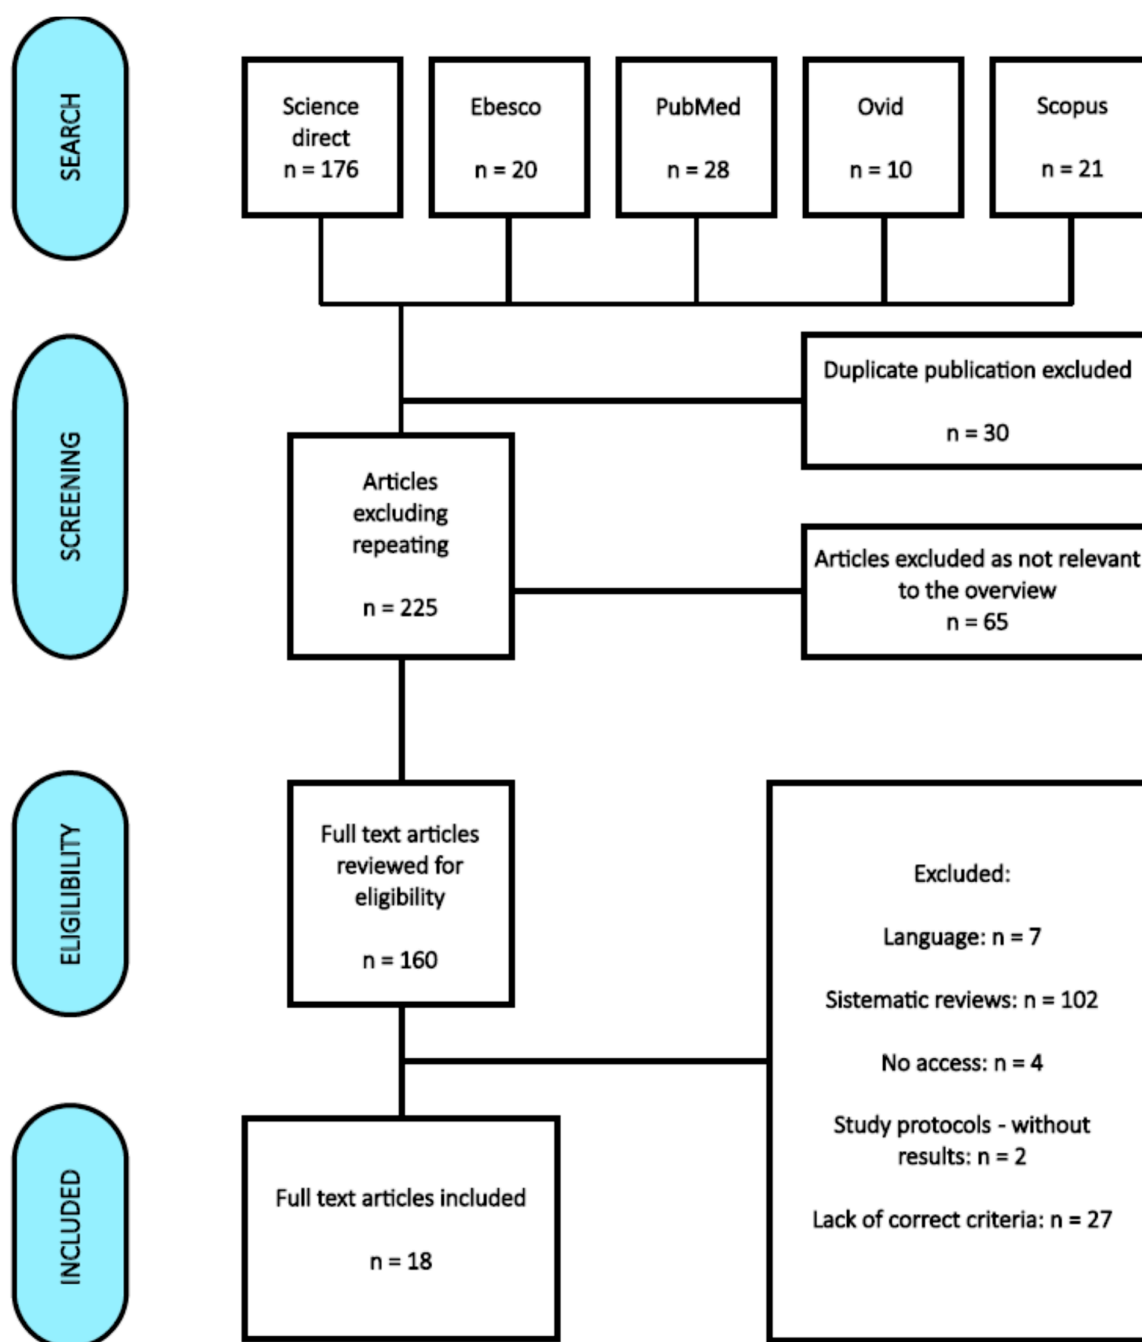 SEARCH
Science
direct
n = 176
Ebesco
n = 20
PubMed
n = 28
Ovid
n = 10
Scopus
n = 21
SCREENING
Duplicate publication excluded
n = 30
Articles
excluding
repeating
n = 225
Articles excluded as not relevant
to the overview
n = 65
ELIGILIBILITY
Full text articles
reviewed for
eligibility
n = 160
Excluded:
Language: n = 7
Sistematic reviews: n = 102
No access: n = 4
Study protocols - without
results: n = 2
Lack of correct criteria: n = 27
INCLUDED
Full text articles included
n = 18